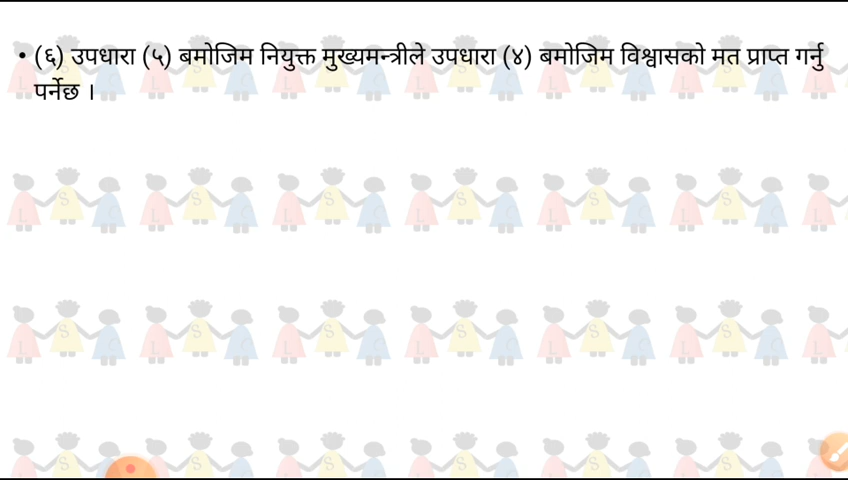 • (६) उपधारा (५) बमोजिम नियुक्त मुख्यमन्त्रीले उपधारा (४) बमोजिम विश्वासको मत प्राप्त गर्नु
पर्नेछ ।